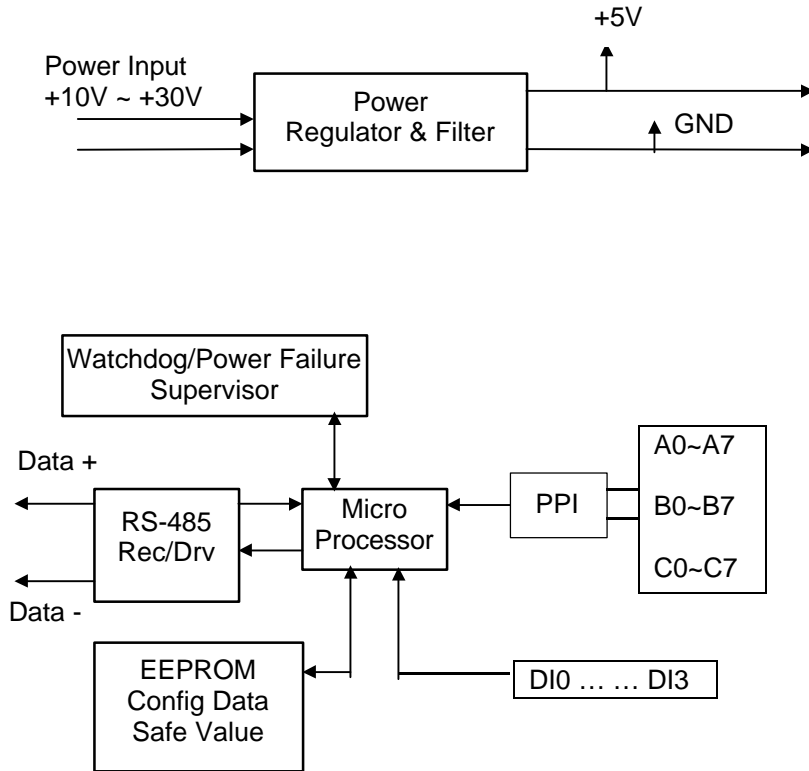 +5V
Power Input
+10V ~ +30V
Power
Regulator & Filter
GND
Watchdog/Power Failure
Supervisor
Data +
RS-485
Rec/Drv
Data -
Micro
Processor
PPI
A0~A7
B0~B7
C0~C7
EEPROM
Config Data
Safe Value
DI0 … … DI3